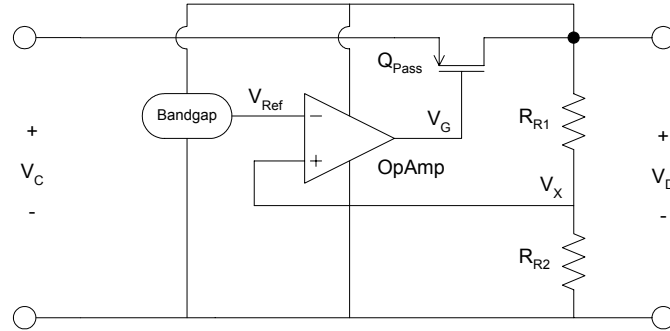 Q_Pass
V_Ref
Bandgap
−
+
V_G
OpAmp
R_R1
V_X
R_R2
+
V_C
-
+
V_D
-